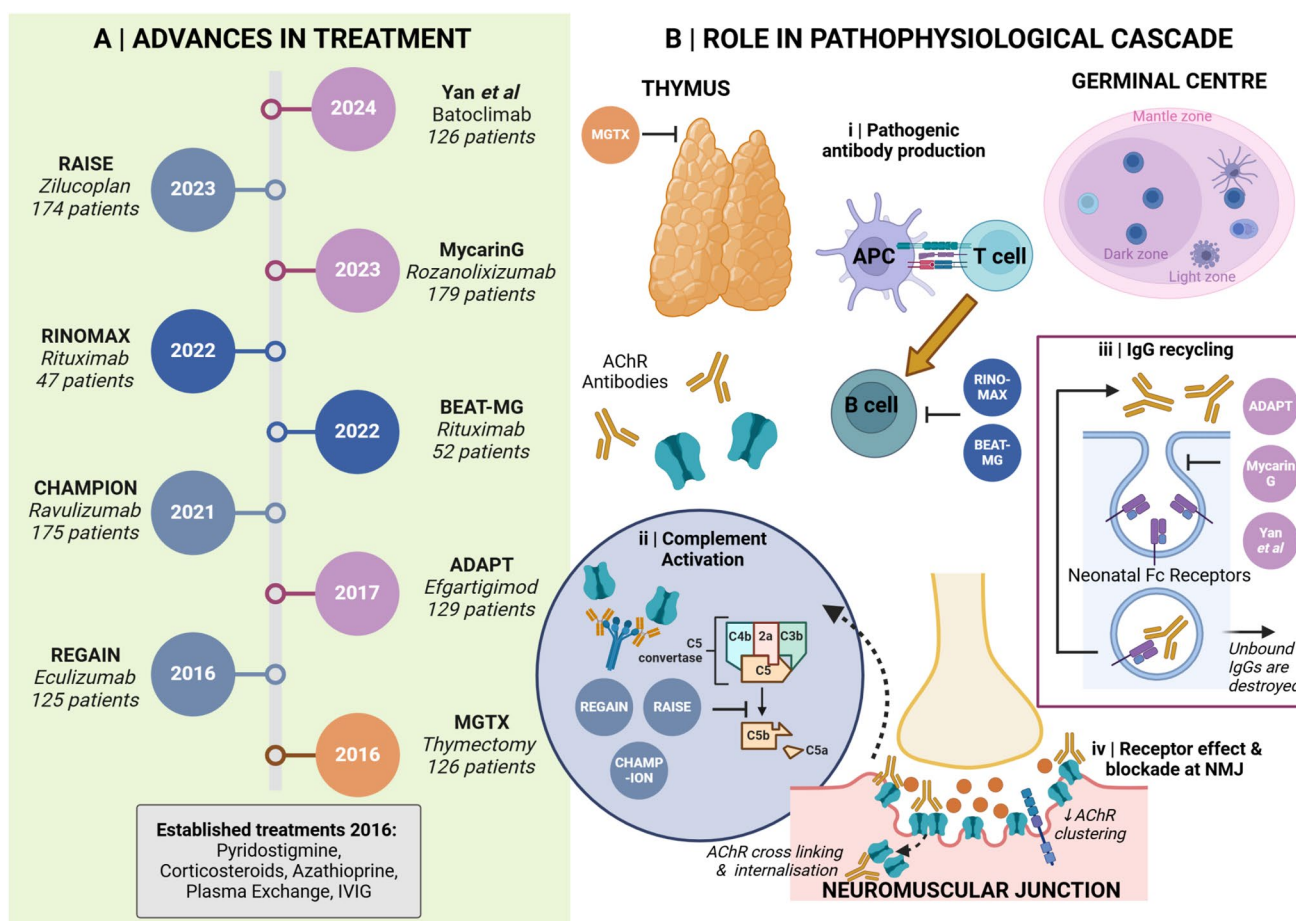 A | ADVANCES IN TREATMENT
2024
Yan et al
Batoclimab
126 patients
RAISE
Zilucoplan
174 patients
2023
2023
MycarinG
Rozanolixizumab
179 patients
RINOMAX
Rituximab
47 patients
2022
2022
BEAT-MG
Rituximab
52 patients
CHAMPION
Ravulizumab
175 patients
2021
2017
ADAPT
Efgartigimod
129 patients
REGAIN
Eculizumab
125 patients
2016
2016
MGTX
Thymectomy
126 patients
Established treatments 2016:
Pyridostigmine,
Corticosteroids, Azathioprine,
Plasma Exchange, IVIG
B | ROLE IN PATHOPHYSIOLOGICAL CASCADE
THYMUS
MGTX
i | Pathogenic
antibody production
APC
T cell
GERMINAL CENTRE
Mantle zone
Dark zone
Light zone
AChR
Antibodies
B cell
RINO-
MAX
BEAT-
MG
iii | IgG recycling
ADAPT
Mycarin
G
Yan
et al
Neonatal Fc Receptors
Unbound
IgGs are
destroyed
ii | Complement
Activation
C5
convertase
C4b
2a
C3b
C5
REGAIN
RAISE
CHAMP
-ION
C5b
C5a
iv | Receptor effect &
blockade at NMJ
↓AChR
clustering
AChR cross linking
& internalisation
NEUROMUSCULAR JUNCTION